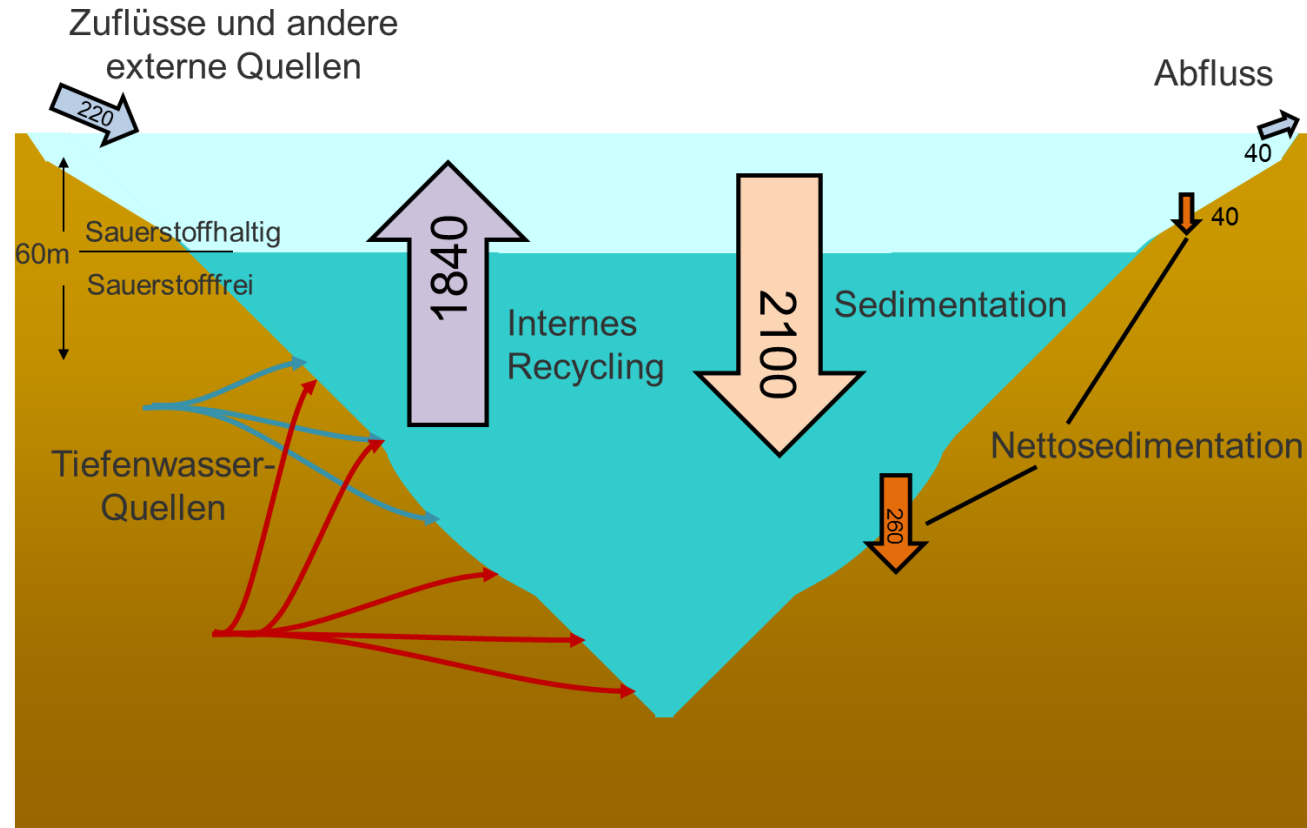 Zuflüsse und andere
externe Quellen
220
Abfluss
40
40
Sauerstoffhaltig
60m
Sauerstofffrei
1840
2100
Internes
Recycling
Sedimentation
Nettosedimentation
Tiefenwasser-
Quellen
260